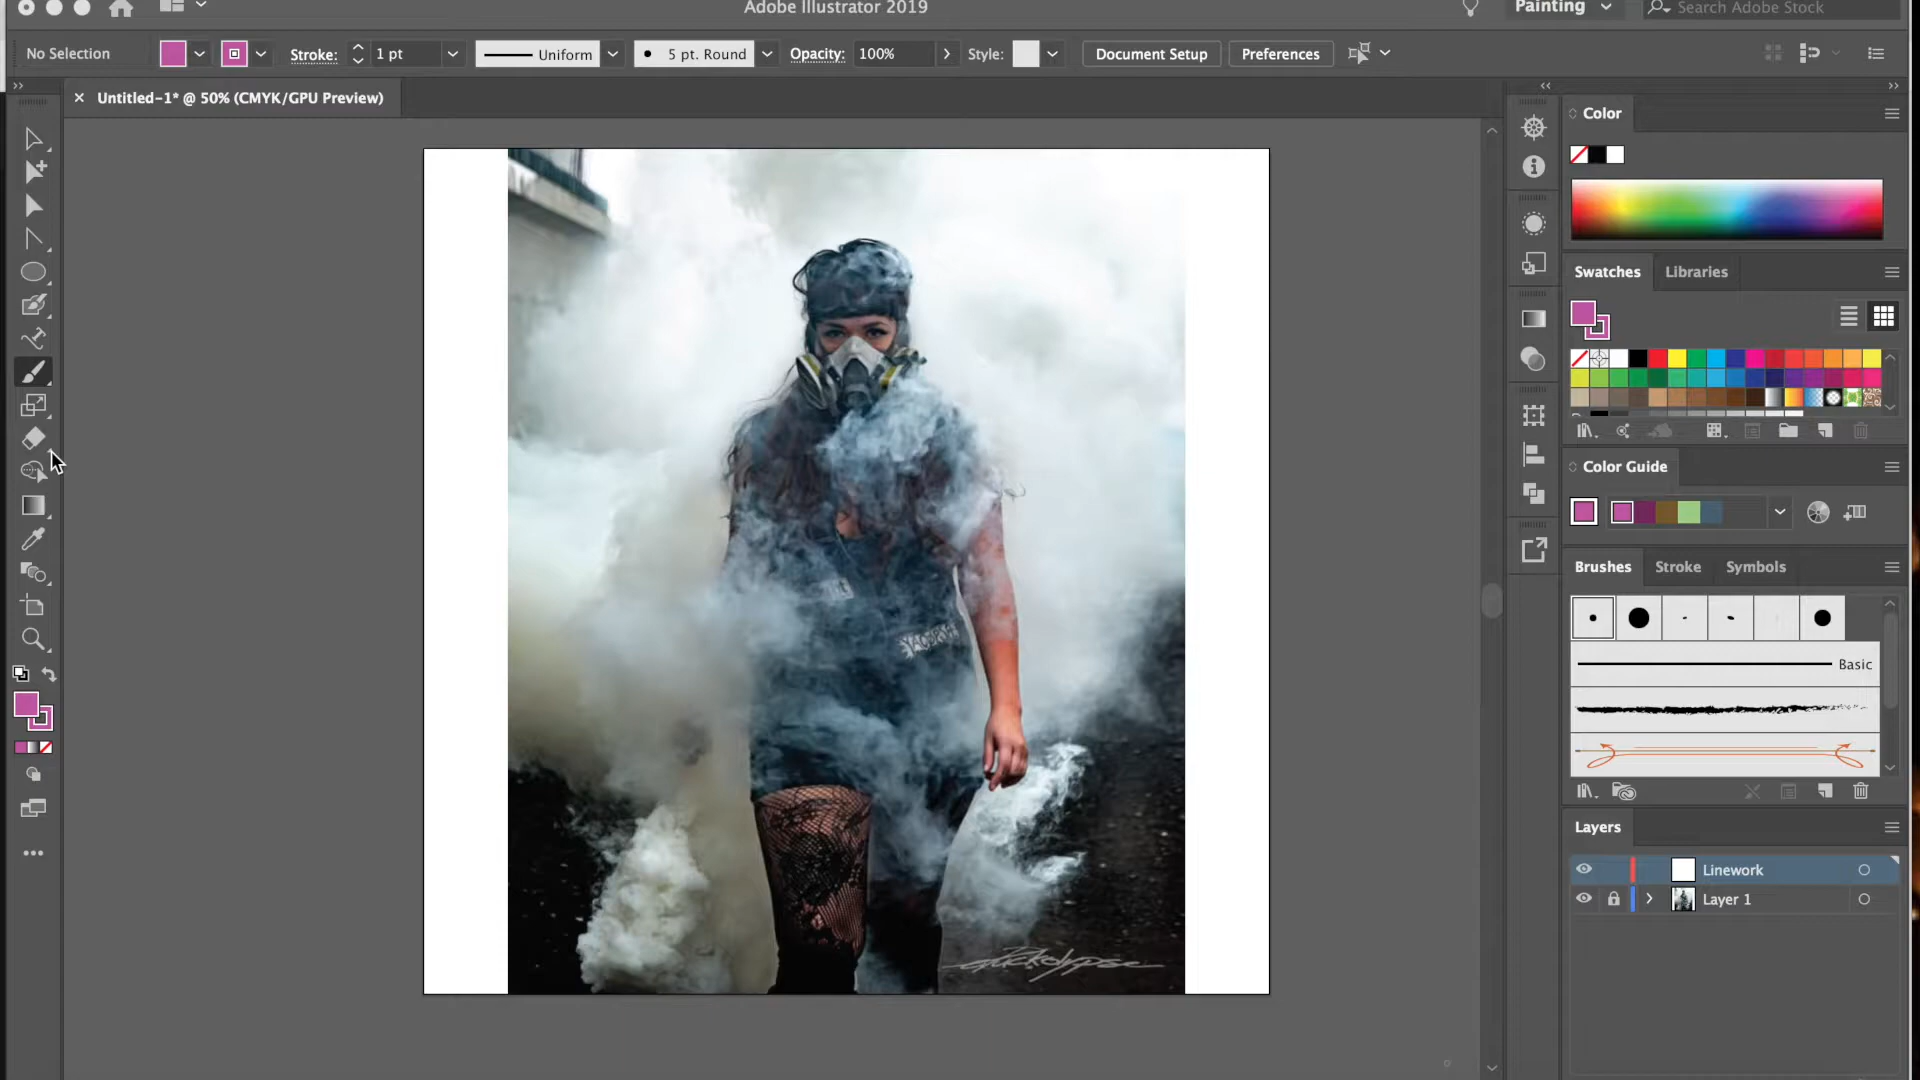 Adobe Illustrator 2019
Painting
Search Adobe Stock
No Selection
Stroke:
1 pt
Uniform
5 pt. Round
Opacity:
100%
Style:
Document Setup
Preferences
Untitled-1* @ 50% (CMYK/GPU Preview)
Color
Swatches
Libraries
Color Guide
Brushes
Stroke
Symbols
Basic
Layers
Linework
Layer 1